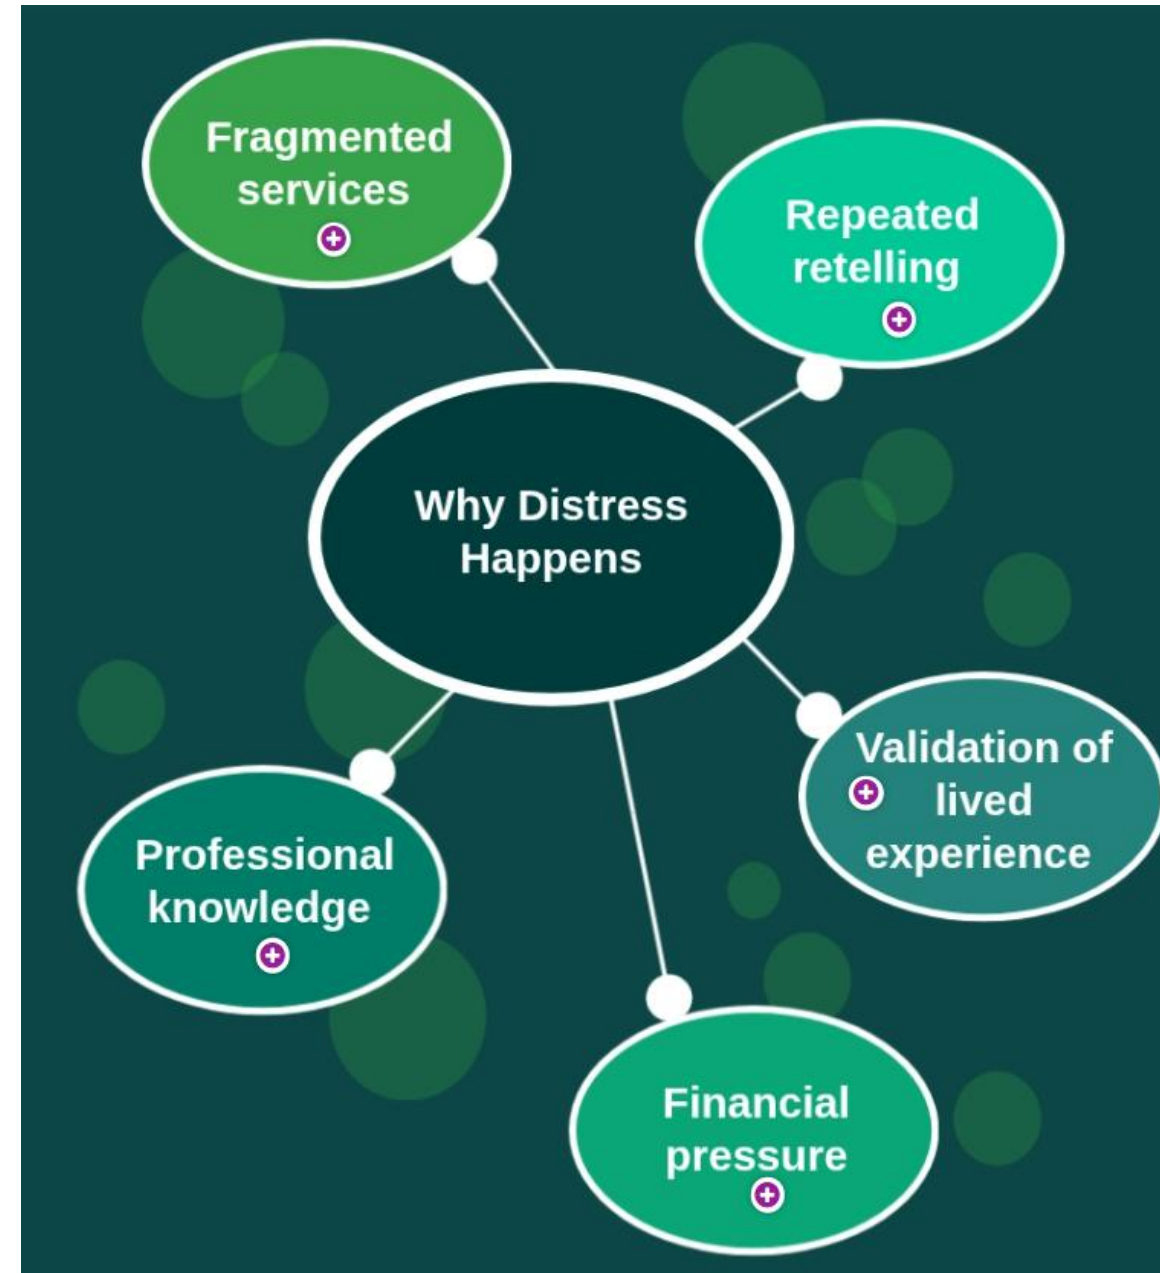 Fragmented
services
Repeated
retelling
Why Distress
Happens
Validation of
lived
experience
Professional
knowledge
Financial
pressure